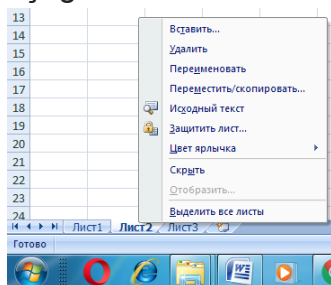 13
14
15
16
17
18
19
20
21
22
23
24
Вставить...
Удалить
Переименовать
Переместить/скопировать...
Исходный текст
Защитить лист...
Цвет ярлычка
Скрыть
Отобразить...
Выделить все листы
Лист1 Лист2 Лист3
Готово